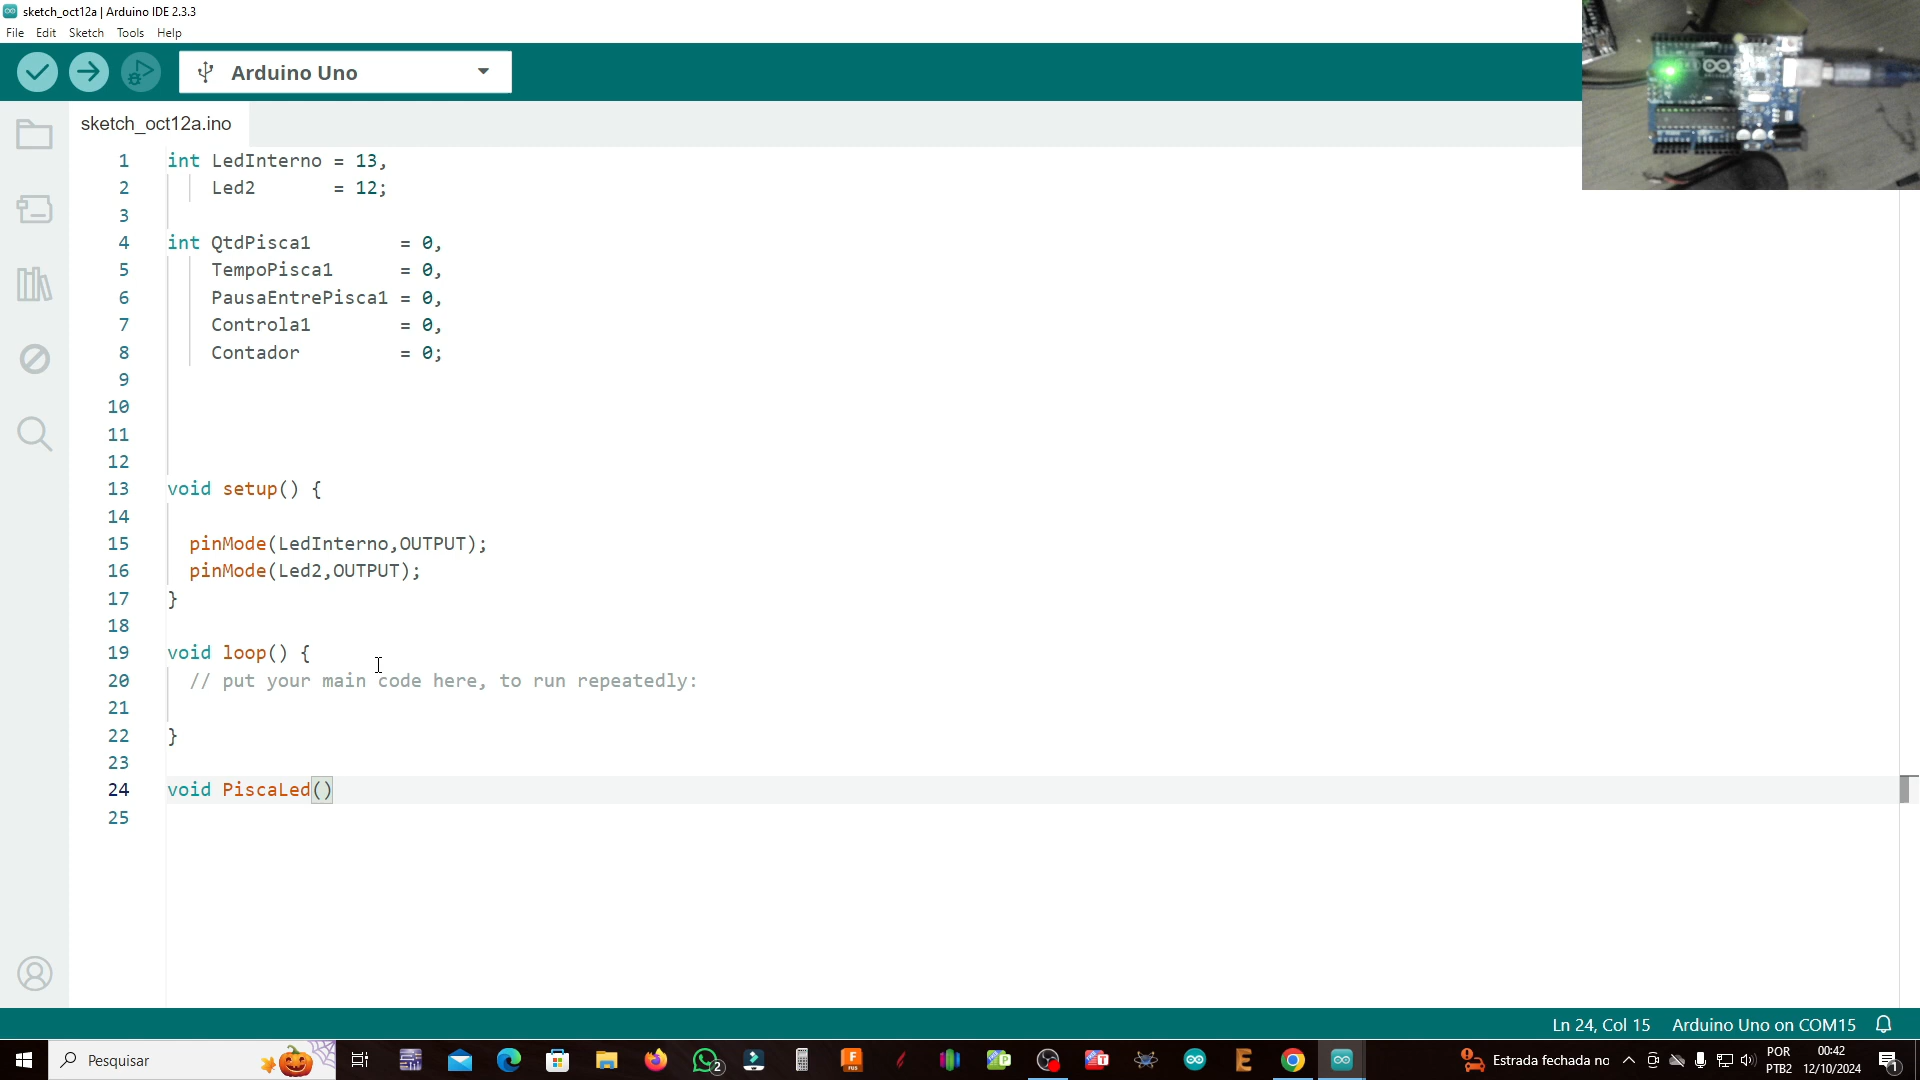 sketch_oct12a | Arduino IDE 2.3.3
File Edit Sketch Tools Help
Arduino Uno
sketch_oct12a.ino
1 int LedInterno = 13,
2 Led2 = 12;
3
4 int QtdPisca1 = 0,
5 TempoPisca1 = 0,
6 PausaEntrePisca1 = 0,
7 Controla1 = 0,
8 Contador = 0;
9
10
11
12
13 void setup() {
14
15 pinMode(LedInterno,OUTPUT);
16 pinMode(Led2,OUTPUT);
17 }
18
19 void loop() {
20 // put your main code here, to run repeatedly:
21
22 }
23
24 void PiscaLed()
25
Ln 24, Col 15 Arduino Uno on COM15
Pesquisar
2
Estrada fechada no
POR
PTB2
00:42
12/10/2024
1